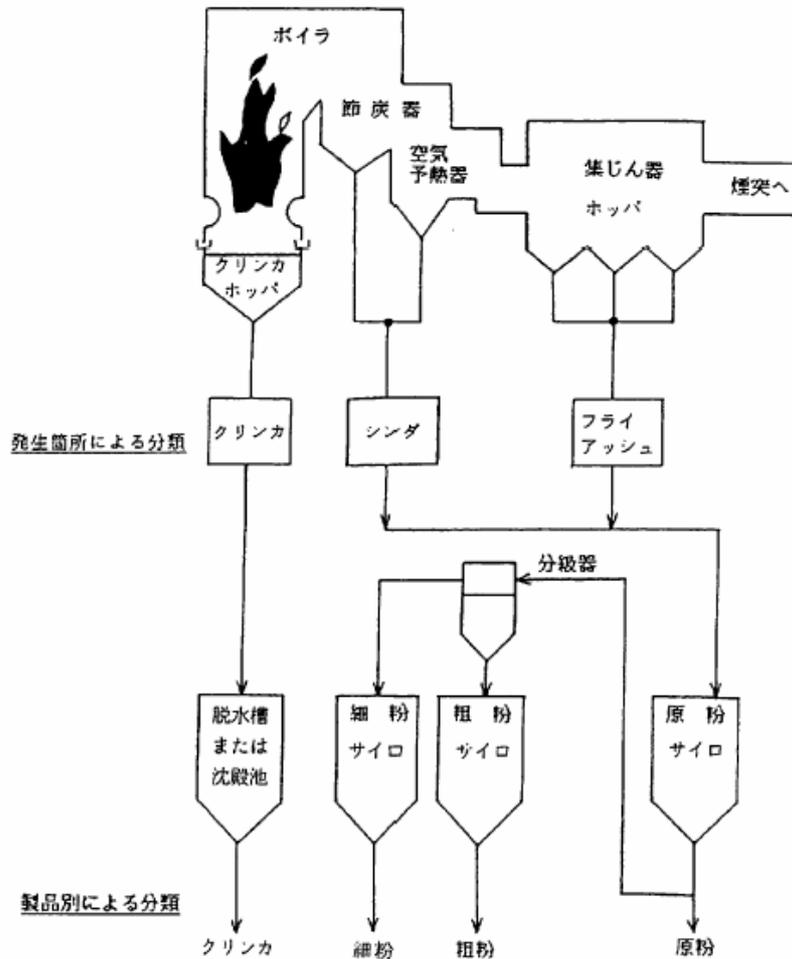 ボイラ
節炭器
空気
予熱器
集じん器
ホッパ
煙突へ
クリンカ
ホッパ
発生箇所による分類
クリンカ
シンダ
フライ
アッシュ
分級器
脱水槽
または
沈殿池
細粉
サイロ
粗粉
サイロ
原粉
サイロ
製品別による分類
クリンカ
細粉
粗粉
原粉